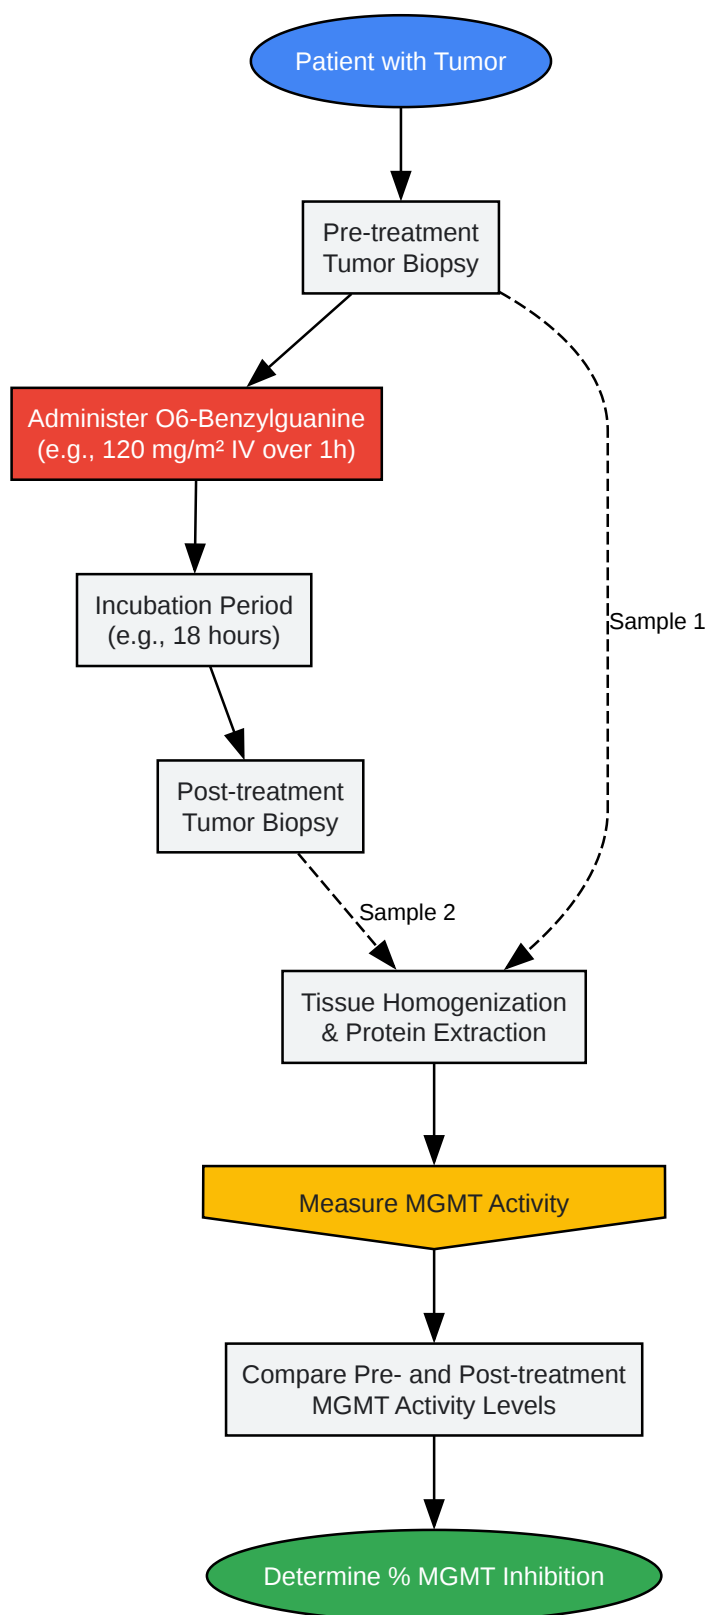 Patient with Tumor
Pre-treatment
Tumor Biopsy
Administer O6-Benzylguanine
(e.g., 120 mg/m² IV over 1h)
Incubation Period
(e.g., 18 hours)
Sample 1
Post-treatment
Tumor Biopsy
Sample 2
Tissue Homogenization
& Protein Extraction
Measure MGMT Activity
Compare Pre- and Post-treatment
MGMT Activity Levels
Determine % MGMT Inhibition